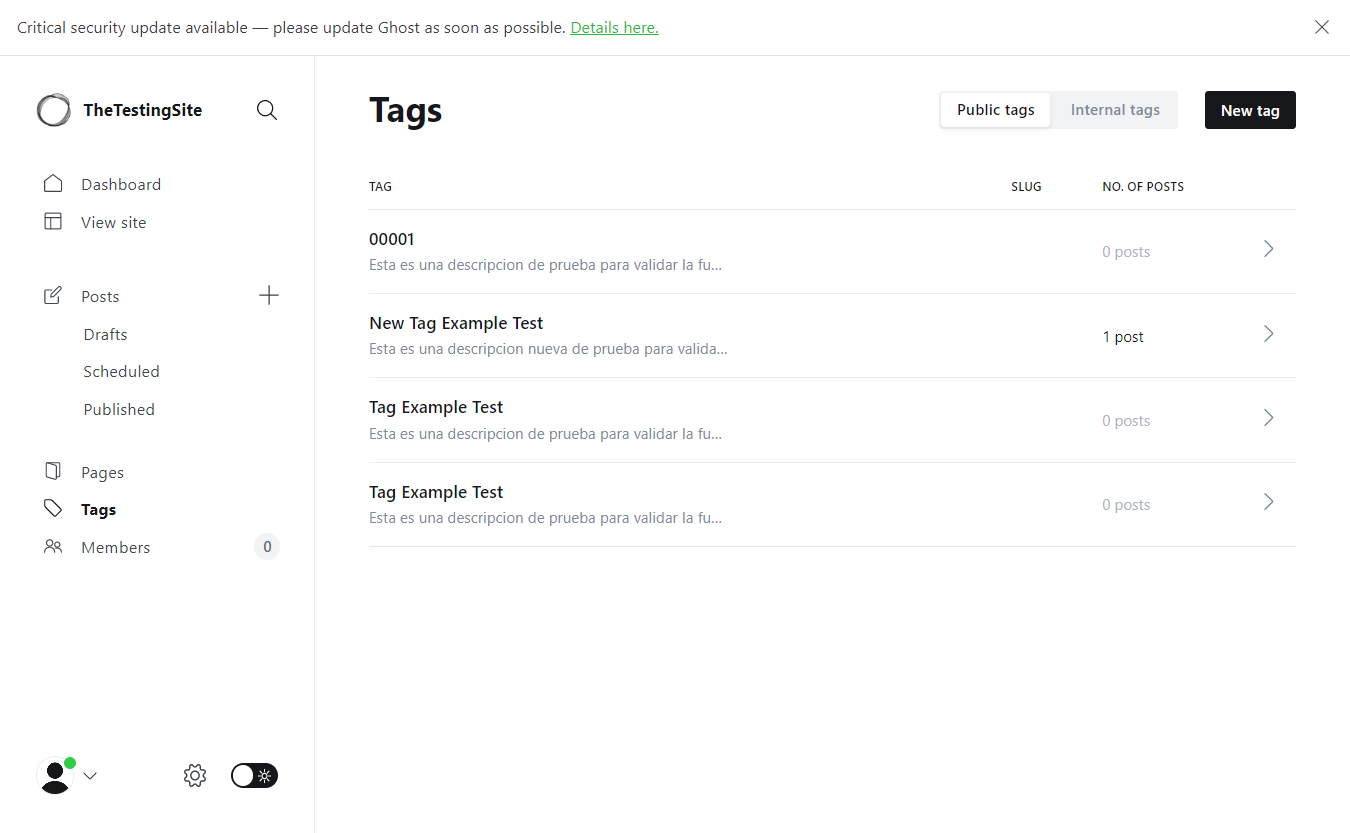 Critical security update available — please update Ghost as soon as possible. Details here.
TheTestingSite
Dashboard
View site
Posts
Drafts
Scheduled
Published
Pages
Tags
Members 0
Tags
Public tags Internal tags New tag
TAG SLUG NO. OF POSTS
00001
Esta es una descripcion de prueba para validar la fu...
0 posts
New Tag Example Test
Esta es una descripcion nueva de prueba para valida...
1 post
Tag Example Test
Esta es una descripcion de prueba para validar la fu...
0 posts
Tag Example Test
Esta es una descripcion de prueba para validar la fu...
0 posts